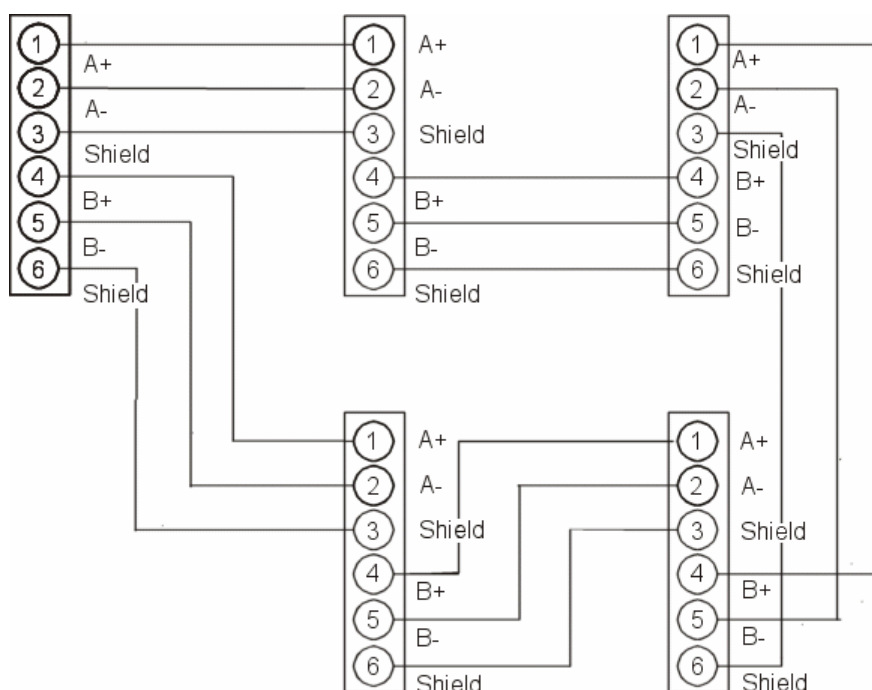 1
A+
2
A-
3
Shield
4
B+
5
B-
6
Shield
1 A+
2 A-
3 Shield
4
B+
5
B-
6
Shield
1
A+
2
A-
3
Shield
4 B+
5 B-
6 Shield
1 A+
2 A-
3 Shield
4
B+
5
B-
6
Shield
1 A+
2 A-
3 Shield
4
B+
5
B-
6
Shield